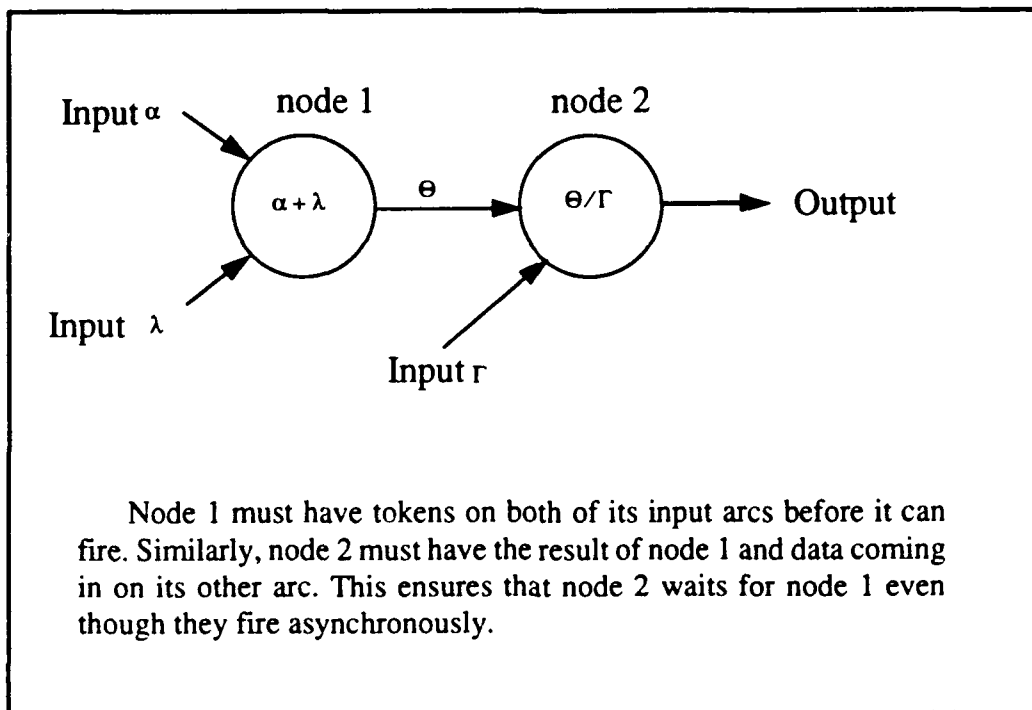 Input α
node 1
node 2
α + λ
Θ
Θ/Γ
Output
Input λ
Input Γ
Node 1 must have tokens on both of its input arcs before it can
fire. Similarly, node 2 must have the result of node 1 and data coming
in on its other arc. This ensures that node 2 waits for node 1 even
though they fire asynchronously.